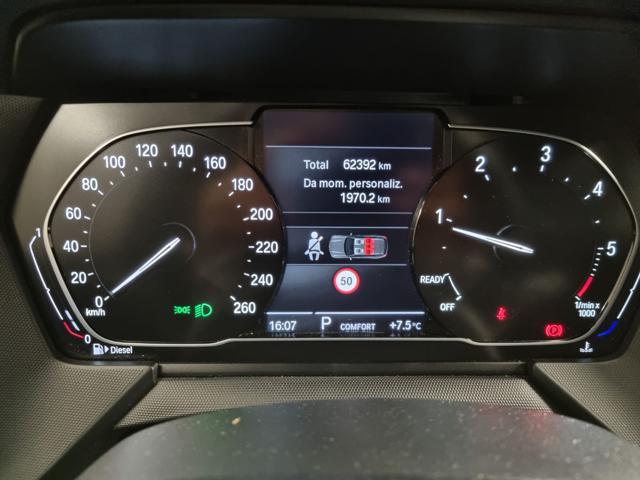 Total 62392 km
Da mom. personaliz.
1970.2 km
50
16:07 P COMFORT +7.5°C
0 20 40 60 80 100 120 140 160 180 200 220 240 260
km/h
1
0
Diesel
1 2 3 4 5
READY
OFF
1/min x
1000
P